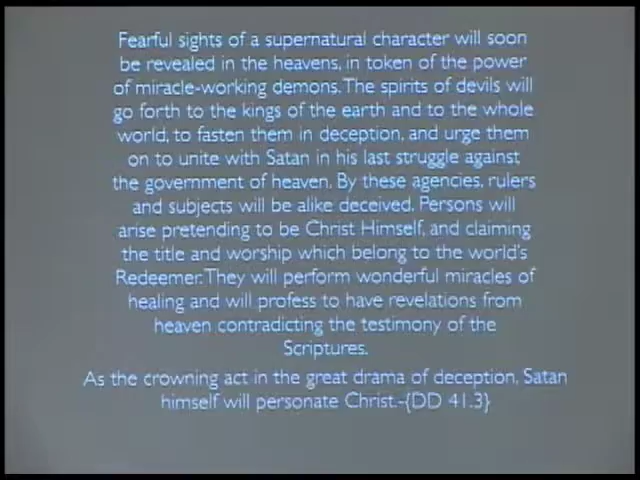 Fearful sights of a supernatural character will soon
be revealed in the heavens, in token of the power
of miracle-working demons. The spirits of devils will
go forth to the kings of the earth and to the whole
world, to fasten them in deception, and urge them
on to unite with Satan in his last struggle against
the government of heaven. By these agencies, rulers
and subjects will be alike deceived. Persons will
arise pretending to be Christ Himself, and claiming
the title and worship which belong to the world's
Redeemer. They will perform wonderful miracles of
healing and will profess to have revelations from
heaven contradicting the testimony of the
Scriptures.
As the crowning act in the great drama of deception, Satan
himself will personate Christ.-{DD 41.3}